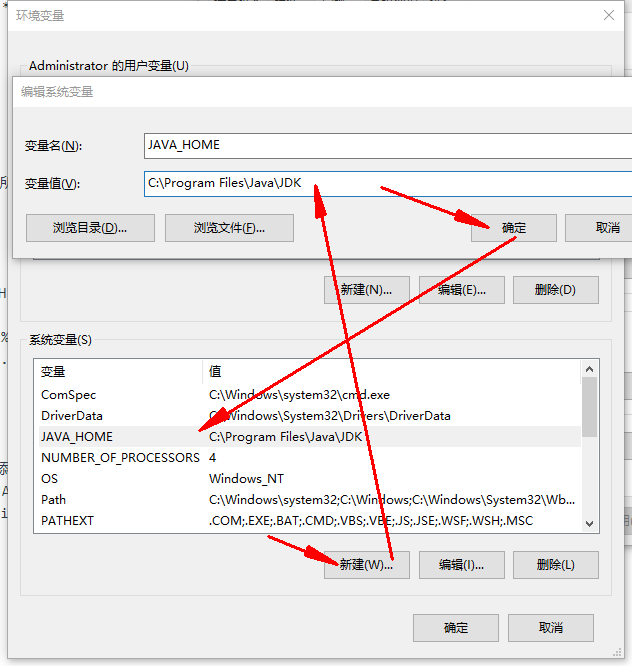 环境变量
Administrator 的用户变量(U)
编辑系统变量
变量名(N):
JAVA_HOME
变量值(V):
C:\Program Files\Java\JDK
浏览目录(D)...
浏览文件(F)...
确定
取消
新建(N)...
编辑(E)...
删除(D)
系统变量(S)
变量
值
ComSpec
C:\Windows\system32\cmd.exe
DriverData
C:\Windows\System32\Drivers\DriverData
JAVA_HOME
C:\Program Files\Java\JDK
NUMBER_OF_PROCESSORS
4
OS
Windows_NT
Path
C:\Windows\system32;C:\Windows;C:\Windows\System32\Wb...
PATHEXT
.COM;.EXE;.BAT;.CMD;.VBS;.VBE;.JS;.JSE;.WSF;.WSH;.MSC
新建(W)...
编辑(I)...
删除(L)
确定
取消